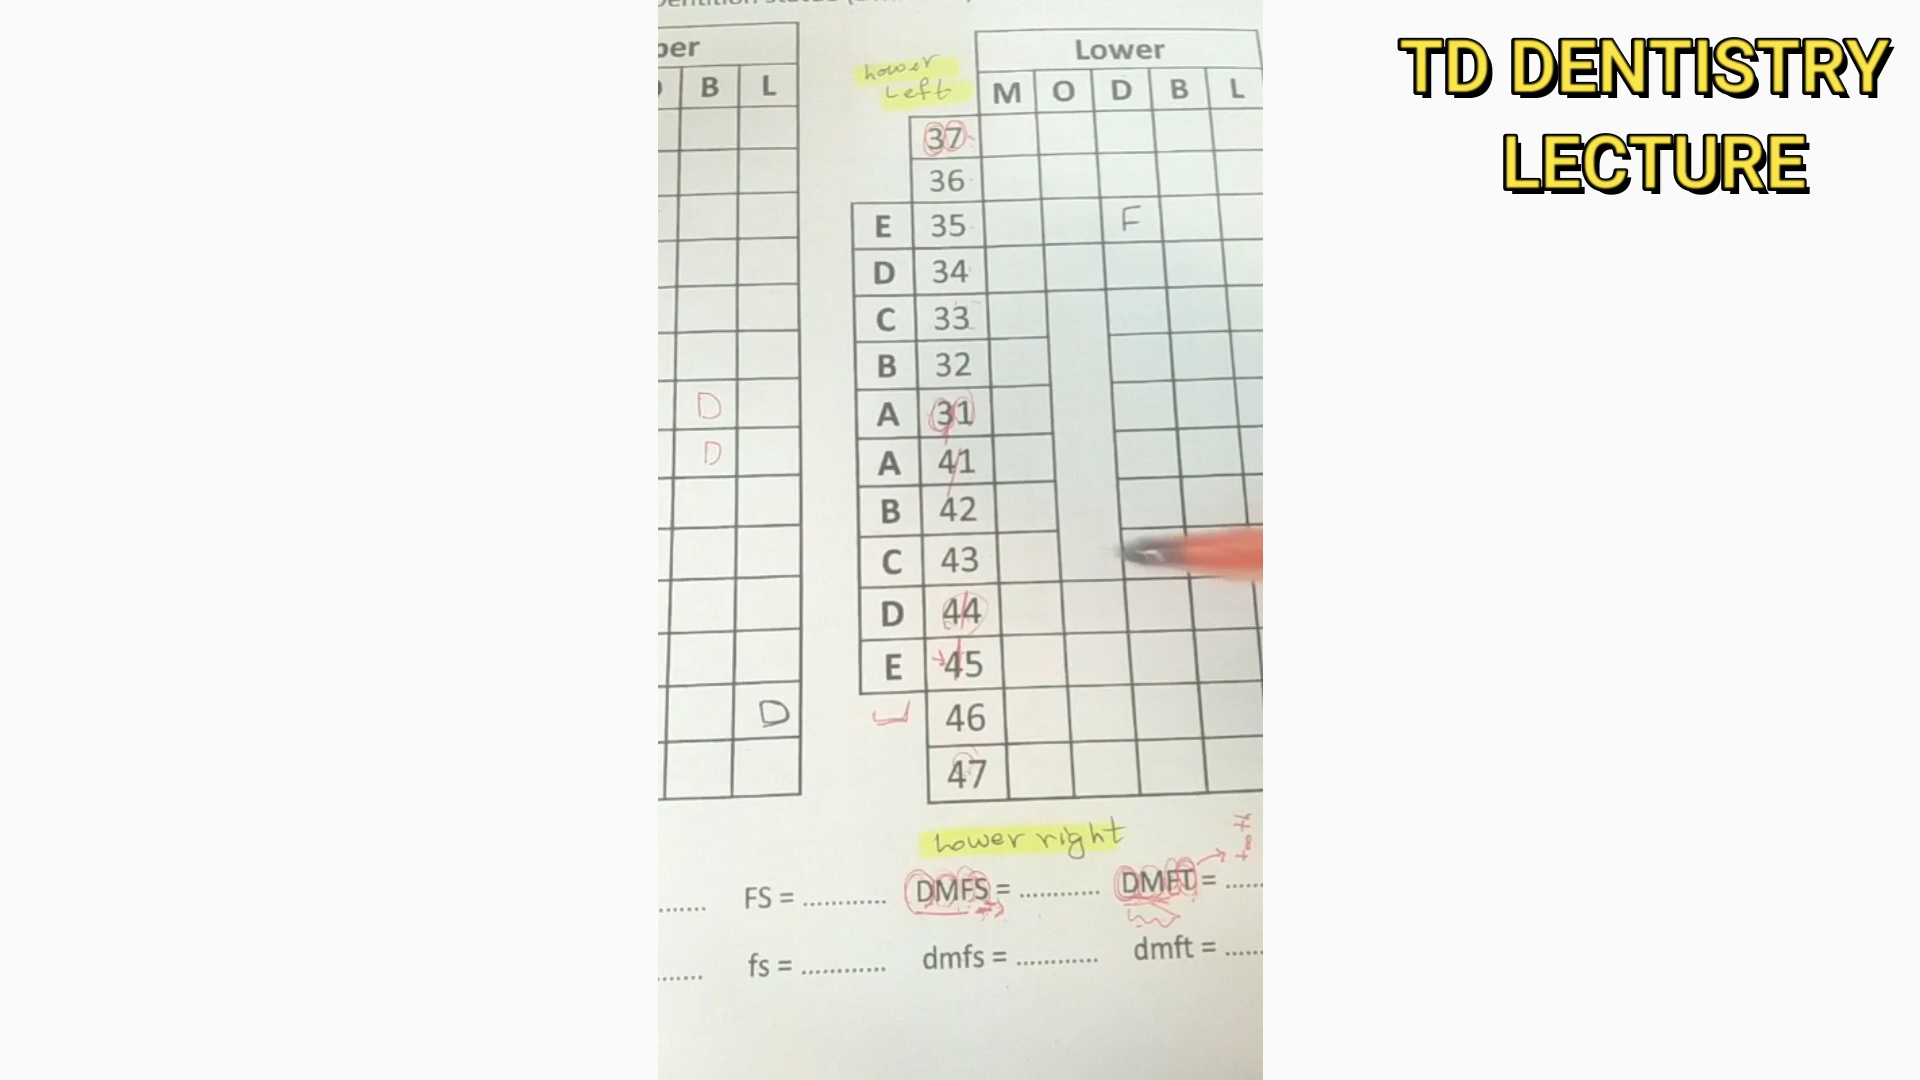 per
B L
D
D
D
Lower
Left
Lower
M O D B L
37
36
E 35 F
D 34
C 33
B 32
A 31
A 41
B 42
C 43
D 44
E 45
46
47
Lower right
tooth
FS = ............ DMFS = ............ DMFT = ......
fs = ............ dmfs = ............ dmft = ......
TD DENTISTRY
LECTURE